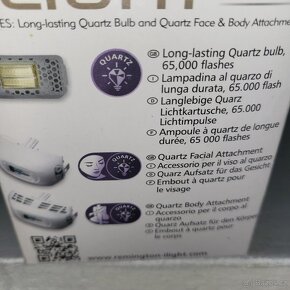 ES: Long-lasting Quartz Bulb and Quartz Face & Body Attachme
QUARTZ
Long-lasting Quartz bulb,
65,000 flashes
Lampadina al quarzo di
lunga durata, 65.000 flash
Langlebige Quarz
Lichtkartusche, 65.000
Lichtimpulse
Ampoule à quartz de longue
durée, 65 000 flashs
QUARTZ
Quartz Facial Attachment
Accessorio per il viso al quarzo
Quarz Aufsatz für das Gesicht
Embout à quartz pour
le visage
Quartz Body Attachment
Accessorio per il corpo al
quarzo
Quarz Aufsatz für den Körper
Embout à quartz pour
le corps
www.remington-ilight.com